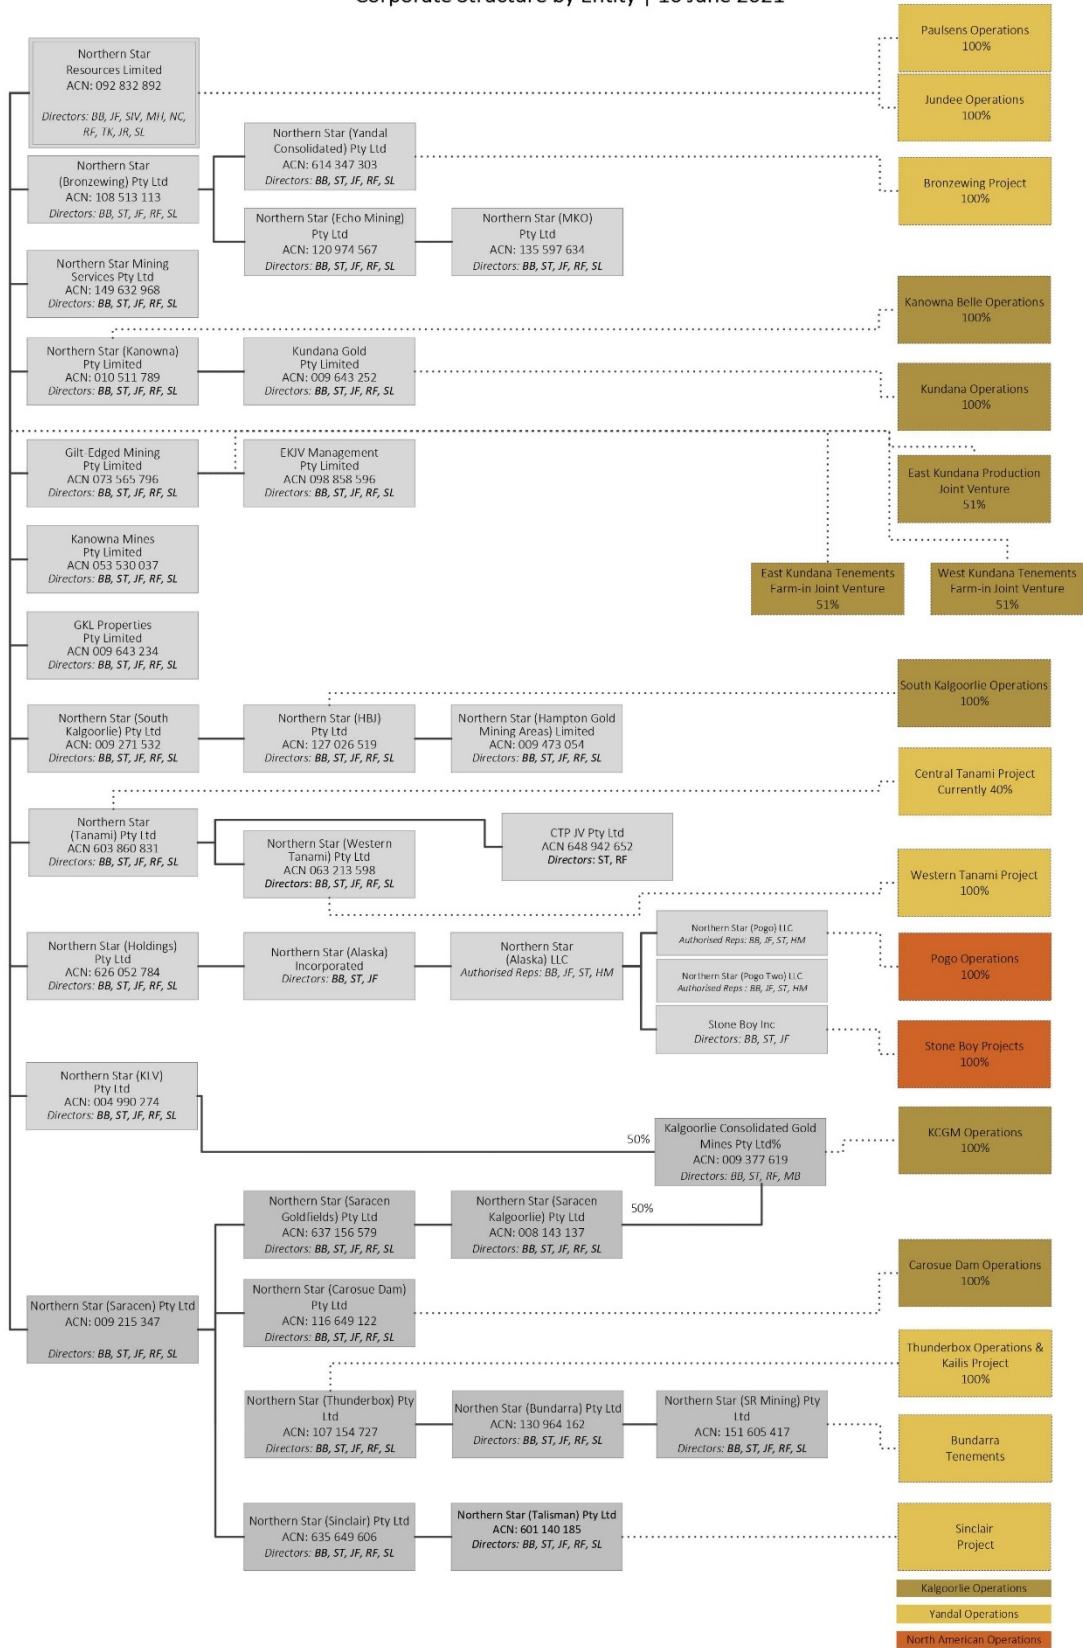 Corporate Structure by Entity | 16 June 2021
Northern Star
Resources Limited
ACN: 092 832 892
Directors: BB, JF, SIV, MH, NC,
RF, TK, JR, SL
Paulsens Operations
100%
Jundee Operations
100%
Northern Star
(Bronzewing) Pty Ltd
ACN: 108 513 113
Directors: BB, ST, JF, RF, SL
Northern Star (Yandal
Consolidated) Pty Ltd
ACN: 614 347 303
Directors: BB, ST, JF, RF, SL
Bronzewing Project
100%
Northern Star (Echo Mining)
Pty Ltd
ACN: 120 974 567
Directors: BB, ST, JF, RF, SL
Northern Star (MKO)
Pty Ltd
ACN: 135 597 634
Directors: BB, ST, JF, RF, SL
Northern Star Mining
Services Pty Ltd
ACN: 149 632 968
Directors: BB, ST, JF, RF, SL
Kanowna Belle Operations
100%
Northern Star (Kanowna)
Pty Limited
ACN: 010 511 789
Directors: BB, ST, JF, RF, SL
Kundana Gold
Pty Limited
ACN: 009 643 252
Directors: BB, ST, JF, RF, SL
Kundana Operations
100%
Gilt-Edged Mining
Pty Limited
ACN 073 565 796
Directors: BB, ST, JF, RF, SL
EKJV Management
Pty Limited
ACN 098 858 596
Directors: BB, ST, JF, RF, SL
East Kundana Production
Joint Venture
51%
Kanowna Mines
Pty Limited
ACN 053 530 037
Directors: BB, ST, JF, RF, SL
East Kundana Tenements
Farm-in Joint Venture
51%
West Kundana Tenements
Farm-in Joint Venture
51%
GKL Properties
Pty Limited
ACN 009 643 234
Directors: BB, ST, JF, RF, SL
South Kalgoorlie Operations
100%
Northern Star (South
Kalgoorlie) Pty Ltd
ACN: 009 271 532
Directors: BB, ST, JF, RF, SL
Northern Star (HBJ)
Pty Ltd
ACN: 127 026 519
Directors: BB, ST, JF, RF, SL
Northern Star (Hampton Gold
Mining Areas) Limited
ACN: 009 473 054
Directors: BB, ST, JF, RF, SL
Central Tanami Project
Currently 40%
Northern Star
(Tanami) Pty Ltd
ACN 603 860 831
Directors: BB, ST, JF, RF, SL
Northern Star (Western
Tanami) Pty Ltd
ACN 063 213 598
Directors: BB, ST, JF, RF, SL
CTP JV Pty Ltd
ACN 648 942 652
Directors: ST, RF
Western Tanami Project
100%
Northern Star (Holdings)
Pty Ltd
ACN: 626 052 784
Directors: BB, ST, JF, RF, SL
Northern Star (Alaska)
Incorporated
Directors: BB, ST, JF
Northern Star
(Alaska) LLC
Authorised Reps: BB, JF, ST, HM
Northern Star (Pogo) LLC
Authorised Reps: BB, JF, ST, HM
Pogo Operations
100%
Northern Star (Pogo Two) LLC
Authorised Reps : BB, JF, ST, HM
Stone Boy Inc
Directors: BB, ST, JF
Stone Boy Projects
100%
Northern Star (KLV)
Pty Ltd
ACN: 004 990 274
Directors: BB, ST, JF, RF, SL
50%
Kalgoorlie Consolidated Gold
Mines Pty Ltd%
ACN: 009 377 619
Directors: BB, ST, RF, MB
KCGM Operations
100%
Northern Star (Saracen
Goldfields) Pty Ltd
ACN: 637 156 579
Directors: BB, ST, JF, RF, SL
Northern Star (Saracen
Kalgoorlie) Pty Ltd
ACN: 008 143 137
Directors: BB, ST, JF, RF, SL
50%
Carosue Dam Operations
100%
Northern Star (Saracen) Pty Ltd
ACN: 009 215 347
Directors: BB, ST, JF, RF, SL
Northern Star (Carosue Dam)
Pty Ltd
ACN: 116 649 122
Directors: BB, ST, JF, RF, SL
Thunderbox Operations &
Kailis Project
100%
Northern Star (Thunderbox) Pty
Ltd
ACN: 107 154 727
Directors: BB, ST, JF, RF, SL
Northen Star (Bundarra) Pty Ltd
ACN: 130 964 162
Directors: BB, ST, JF, RF, SL
Northern Star (SR Mining) Pty
Ltd
ACN: 151 605 417
Directors: BB, ST, JF, RF, SL
Bundarra
Tenements
Northern Star (Sinclair) Pty Ltd
ACN: 635 649 606
Directors: BB, ST, JF, RF, SL
Northern Star (Talisman) Pty Ltd
ACN: 601 140 185
Directors: BB, ST, JF, RF, SL
Sinclair
Project
Kalgoorlie Operations
Yandal Operations
North American Operations